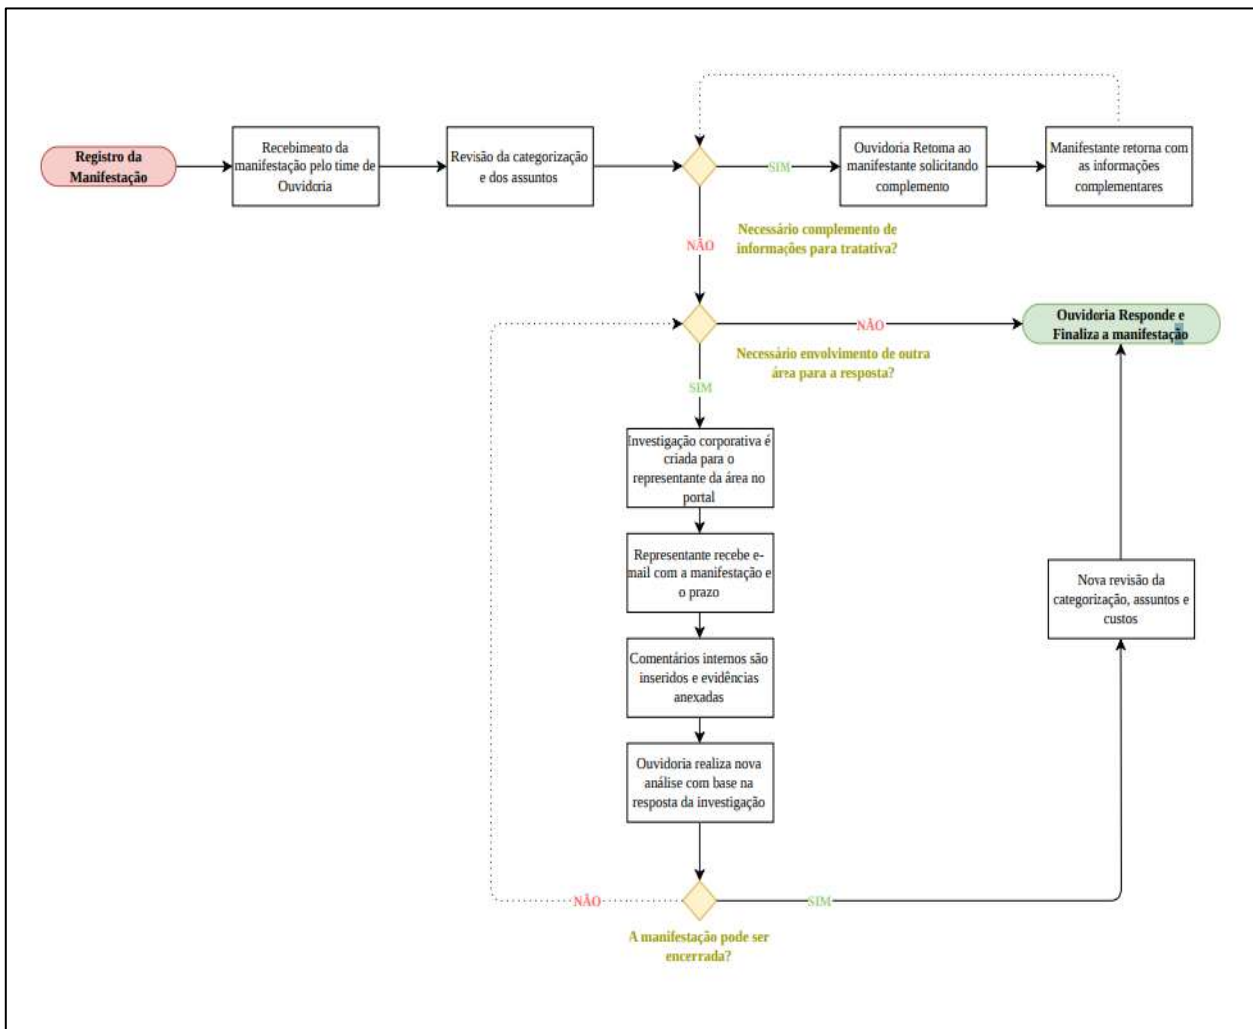 Registro da
Manifestação
Recebimento da
manifestação pelo time de
Ouvidoria
Revisão da categorização
e dos assuntos
SIM
Ouvidoria Retorna ao
manifestante solicitando
complemento
Manifestante retorna com
as informações
complementares
Necessário complemento de
informações para tratativa?
NÃO
NÃO
Ouvidoria Responde e
Finaliza a manifestação
Necessário envolvimento de outra
área para a resposta?
SIM
Investigação corporativa é
criada para o
representante da área no
portal
Representante recebe e-
mail com a manifestação e
o prazo
Nova revisão da
categorização, assuntos e
custos
Comentários internos são
inseridos e evidências
anexadas
Ouvidoria realiza nova
análise com base na
resposta da investigação
NÃO
SIM
A manifestação pode ser
encerrada?